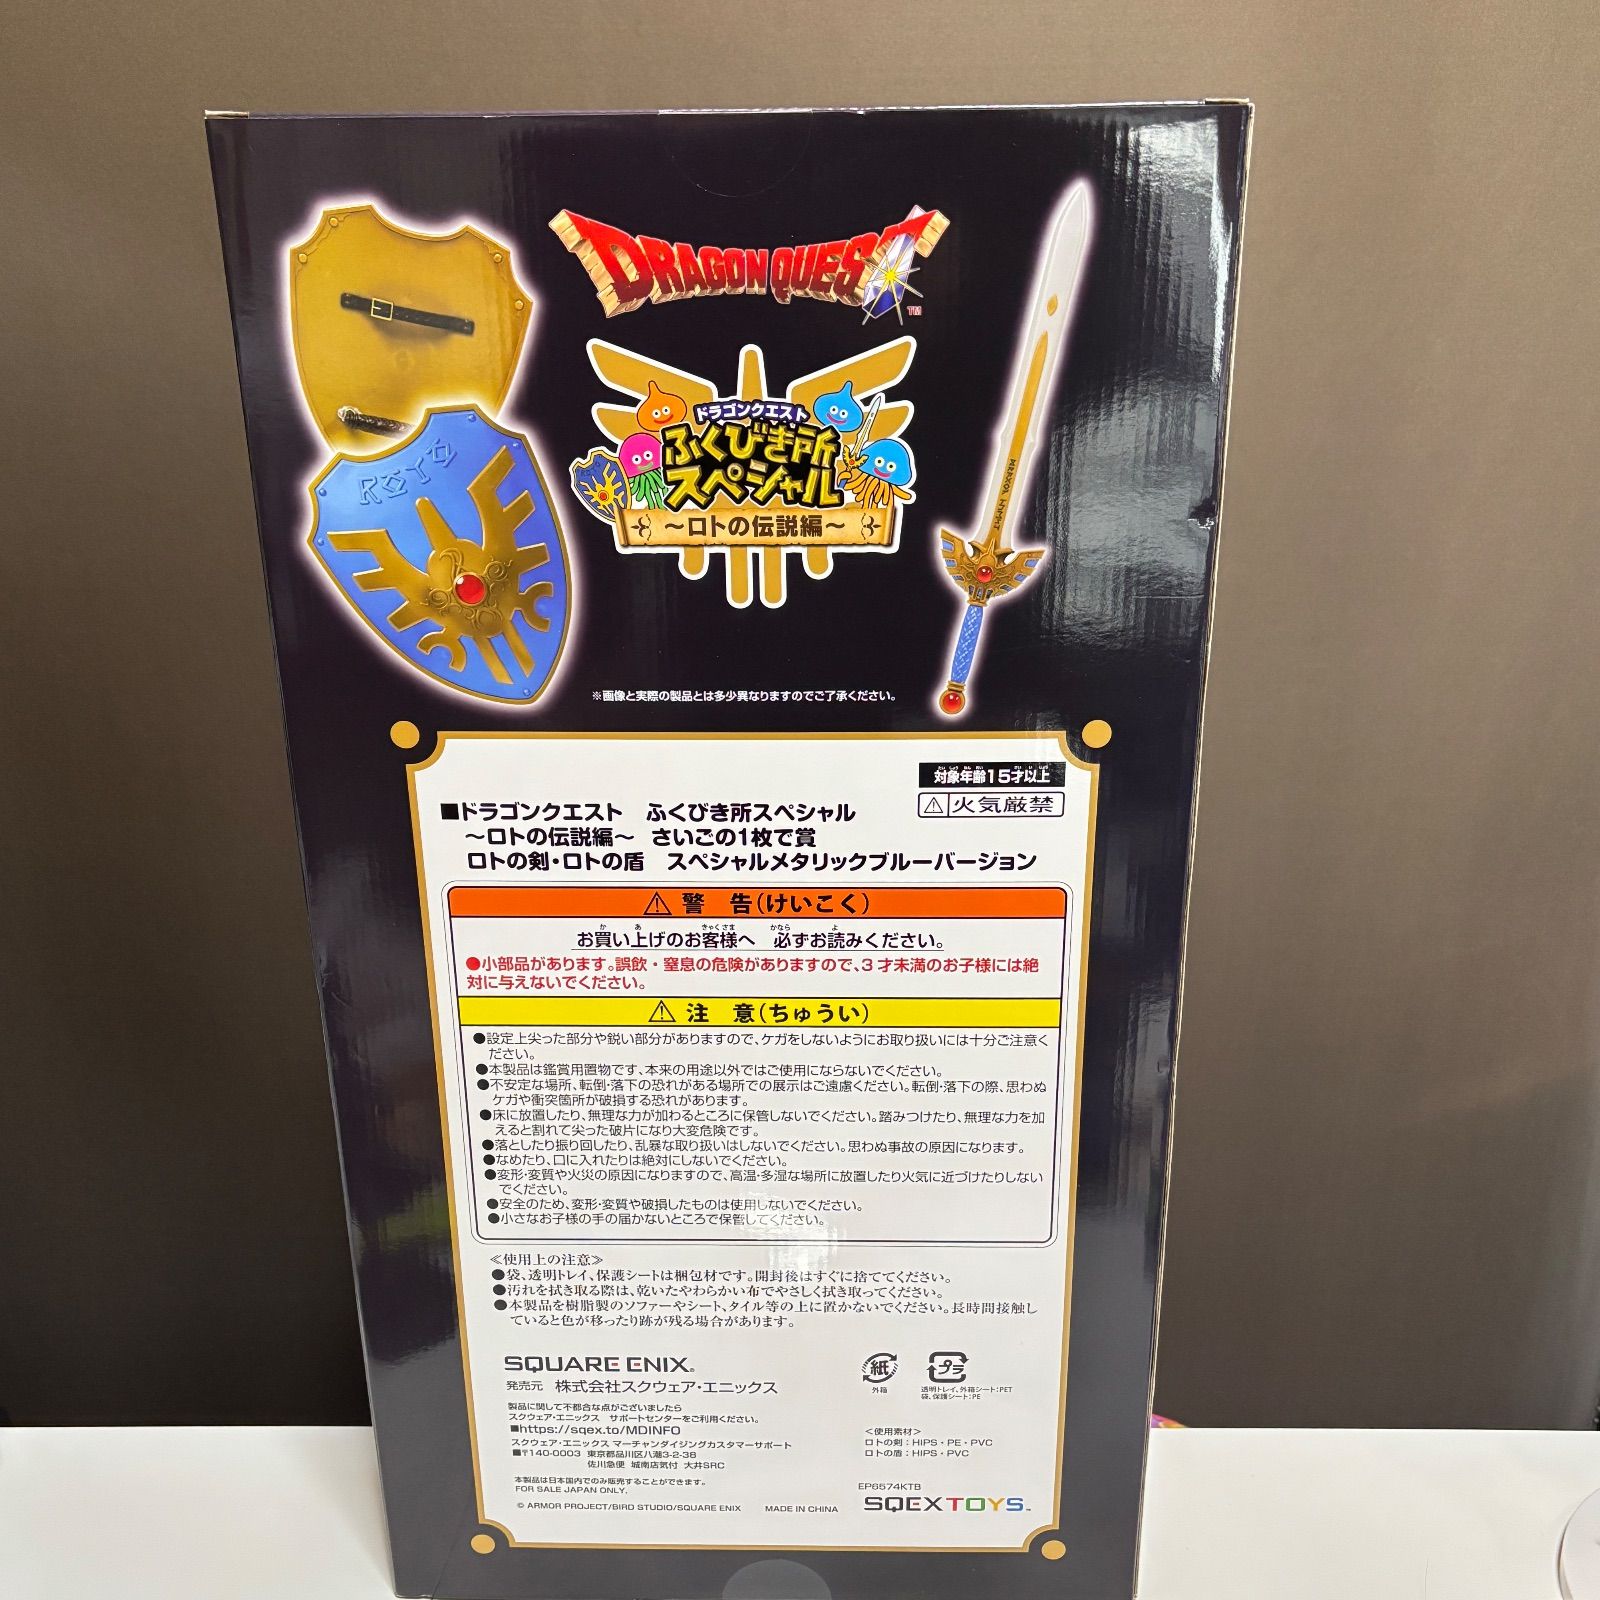 DRAGON QUEST
TM
ドラゴンクエスト
ふくびき所
スペシャル
～ロトの伝説編～
※画像と実際の製品とは多少異なりますのでご了承ください。
対象年齢15才以上
火気厳禁
■ドラゴンクエスト ふくびき所スペシャル
～ロトの伝説編～ さいごの1枚で賞
ロトの剣・ロトの盾 スペシャルメタリックブルーバージョン
警 告(けいこく)
お買い上げのお客様へ 必ずお読みください。
●小部品があります。誤飲・窒息の危険がありますので、3才未満のお子様には絶
対に与えないでください。
注 意(ちゅうい)
●設定上尖った部分や鋭い部分がありますので、ケガをしないようにお取り扱いには十分ご注意く
ださい。
●本製品は鑑賞用置物です、本来の用途以外ではご使用にならないでください。
●不安定な場所、転倒・落下の恐れがある場所での展示はご遠慮ください。転倒・落下の際、思わぬ
ケガや衝突箇所が破損する恐れがあります。
●床に放置したり、無理な力が加わるところに保管しないでください。踏みつけたり、無理な力を加
えると割れて尖った破片になり大変危険です。
●落としたり振り回したり、乱暴な取り扱いはしないでください。思わぬ事故の原因になります。
●なめたり、口に入れたりは絶対にしないでください。
●変形・変質や火災の原因になりますので、高温・多湿な場所に放置したり火気に近づけたりしない
でください。
●安全のため、変形・変質や破損したものは使用しないでください。
●小さなお子様の手の届かないところで保管してください。
≪使用上の注意≫
●袋、透明トレイ、保護シートは梱包材です。開封後はすぐに捨ててください。
●汚れを拭き取る際は、乾いたやわらかい布でやさしく拭き取ってください。
●本製品を樹脂製のソファーやシート、タイル等の上に置かないでください。長時間接触し
ていると色が移ったり跡が残る場合があります。
SQUARE ENIX®
発売元 株式会社スクウェア・エニックス
紙
外箱
プラ
透明トレイ、外箱シート:PET
袋、保護シート:PE
製品に関して不都合な点がございましたら
スクウェア・エニックス サポートセンターをご利用ください。
■https://sqex.to/MDINFO
スクウェア・エニックス マーチャンダイジングカスタマーサポート
■〒140-0003 東京都品川区八潮3-2-38
佐川急便 城南店気付 大井SRC
本製品は日本国内でのみ販売することができます。
FOR SALE JAPAN ONLY.
© ARMOR PROJECT/BIRD STUDIO/SQUARE ENIX MADE IN CHINA
＜使用素材＞
ロトの剣：HIPS・PE・PVC
ロトの盾：HIPS・PVC
EP6574KTB
SQEX TOYS™